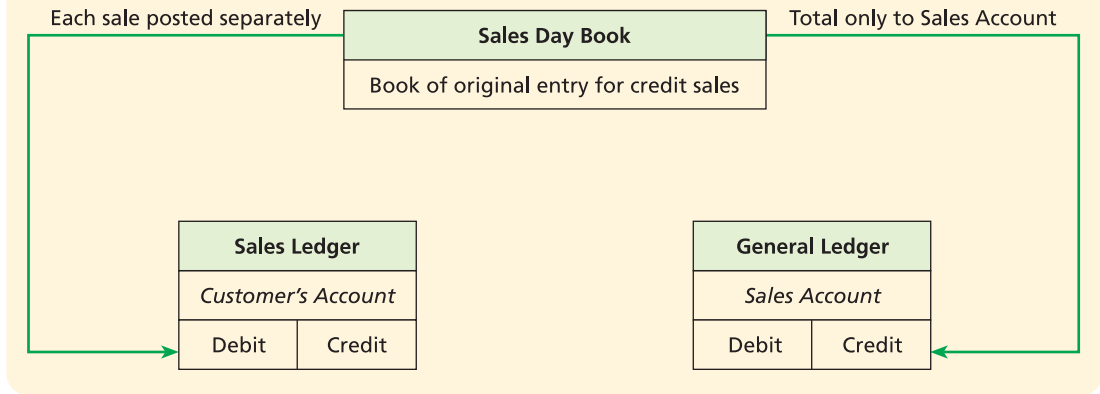 Each sale posted separately
Sales Day Book
Total only to Sales Account
Book of original entry for credit sales
Sales Ledger
Customer's Account
Debit
Credit
General Ledger
Sales Account
Debit
Credit